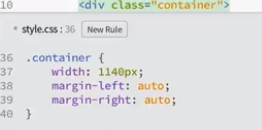 10 <div class="container">
style.css : 36 New Rule
36 .container {
37 width: 1140px;
38 margin-left: auto;
39 margin-right: auto;
40 }